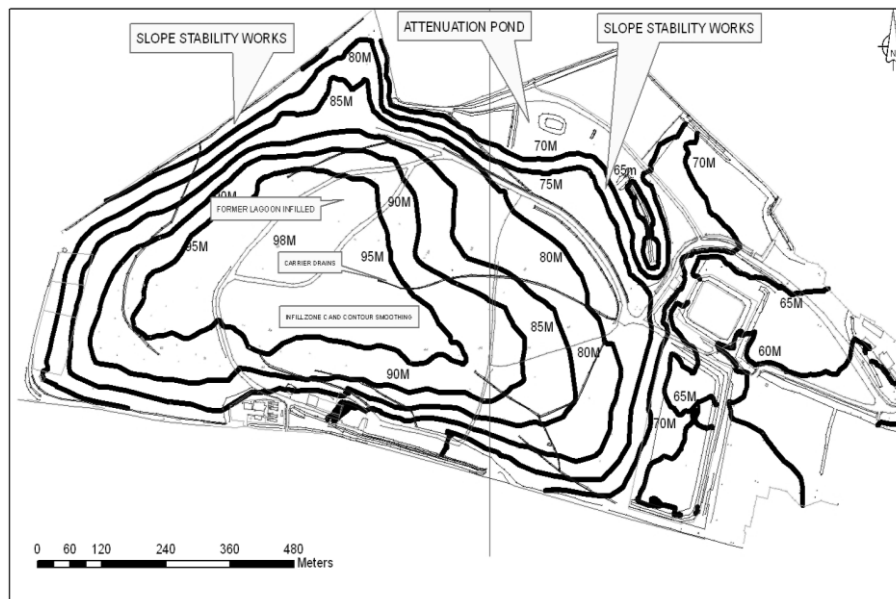 SLOPE STABILITY WORKS
ATTENUATION POND
SLOPE STABILITY WORKS
N
80M
85M
70M
65m
70M
75M
90M
90M
FORMER LAGOON INFILLED
95M
98M
95M
CARRIER DRAINS
80M
65M
INFILL ZONE C AND CONTOUR SMOOTHING
85M
80M
60M
90M
65M
70M
0 60 120 240 360 480
Meters